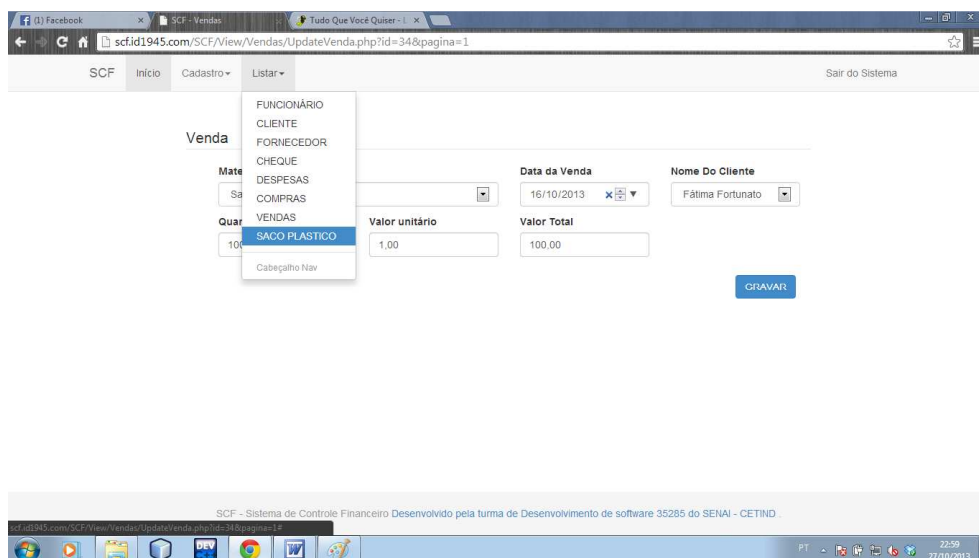 (1) Facebook
SCF - Vendas
Tudo Que Você Quiser - L
scf.id1945.com/SCF/View/Vendas/UpdateVenda.php?id=34&pagina=1
SCF Início Cadastro Listar Sair do Sistema
FUNCIONÁRIO
CLIENTE
FORNECEDOR
CHEQUE
DESPESAS
COMPRAS
VENDAS
SACO PLASTICO
Cabeçalho Nav
Venda
Mate Data da Venda Nome Do Cliente
Sa 16/10/2013 Fátima Fortunato
Quan Valor unitário Valor Total
100 1,00 100,00
GRAVAR
SCF - Sistema de Controle Financeiro Desenvolvido pela turma de Desenvolvimento de software 35285 do SENAI - CETIND .
scf.id1945.com/SCF/View/Vendas/UpdateVenda.php?id=34&pagina=1#
DEV
PT 22:59
27/10/2013